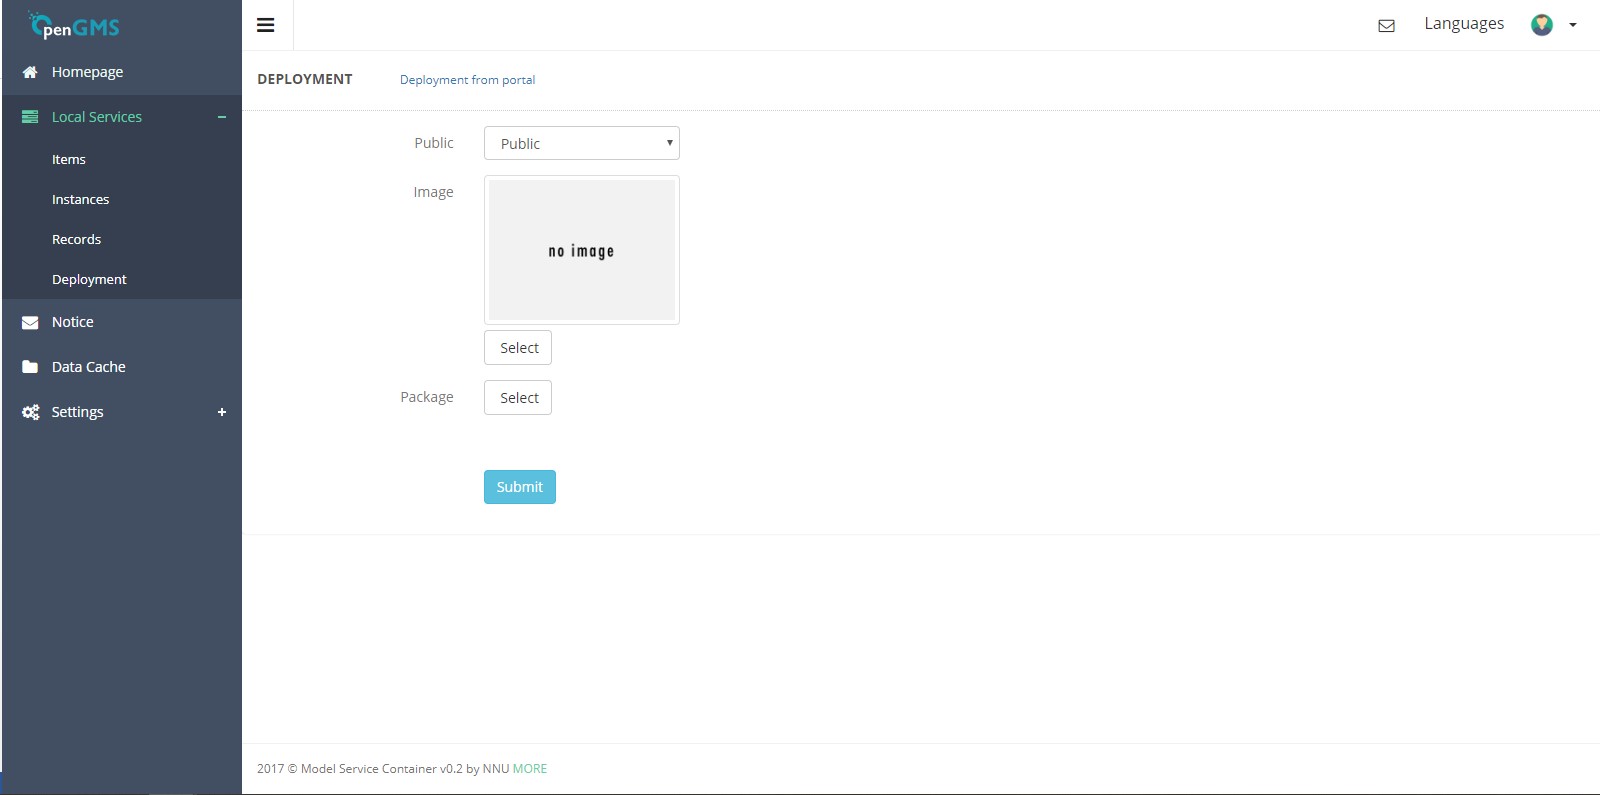 OpenGMS
Languages
Homepage
Local Services
Items
Instances
Records
Deployment
Notice
Data Cache
Settings
DEPLOYMENT
Deployment from portal
Public
Public
Image
no image
Select
Package
Select
Submit
2017 © Model Service Container v0.2 by NNU MORE